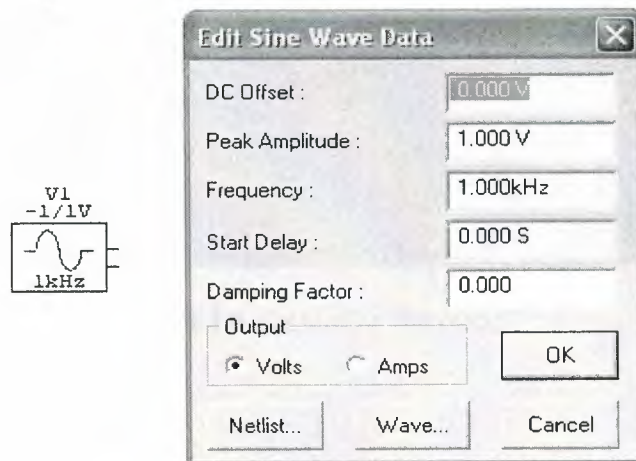 V1
-1/1V
1kHz
Edit Sine Wave Data
DC Offset : 0.000 V
Peak Amplitude : 1.000 V
Frequency : 1.000kHz
Start Delay : 0.000 S
Damping Factor : 0.000
Output
Volts Amps
OK
Netlist... Wave... Cancel